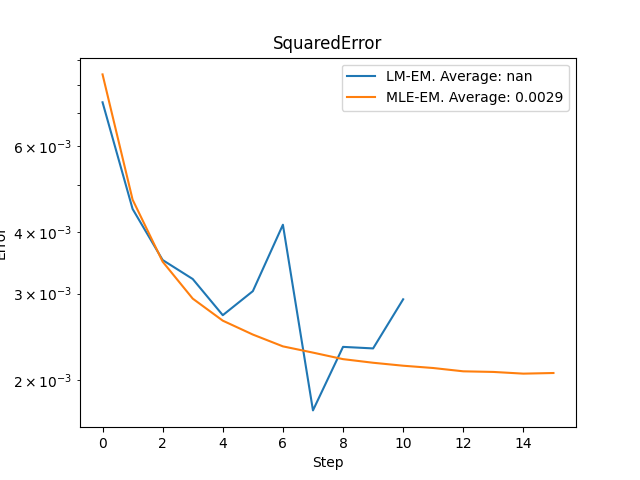 SquaredError
LM-EM. Average: nan
MLE-EM. Average: 0.0029
6 × 10⁻³
4 × 10⁻³
3 × 10⁻³
2 × 10⁻³
Error
0 2 4 6 8 10 12 14
Step